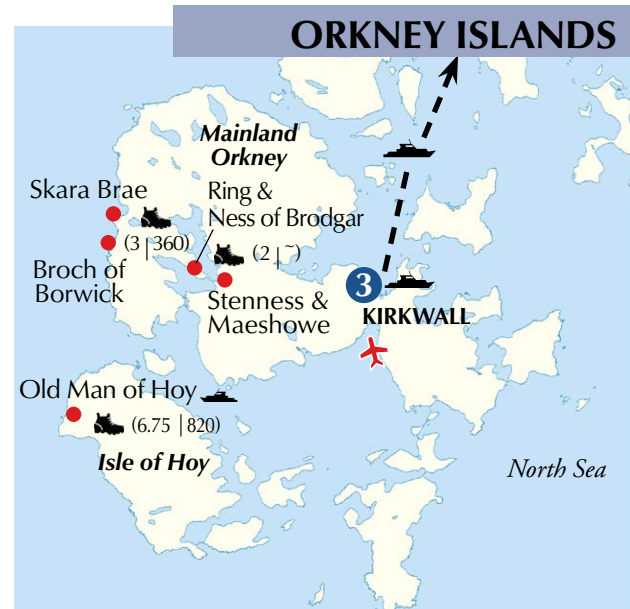 ORKNEY ISLANDS
Mainland
Orkney
Skara Brae
Ring &
Ness of Brodgar
(3 | 360)
(2 | ~)
Broch of
Borwick
Stenness &
Maeshowe
3
KIRKWALL
Old Man of Hoy
(6.75 | 820)
Isle of Hoy
North Sea